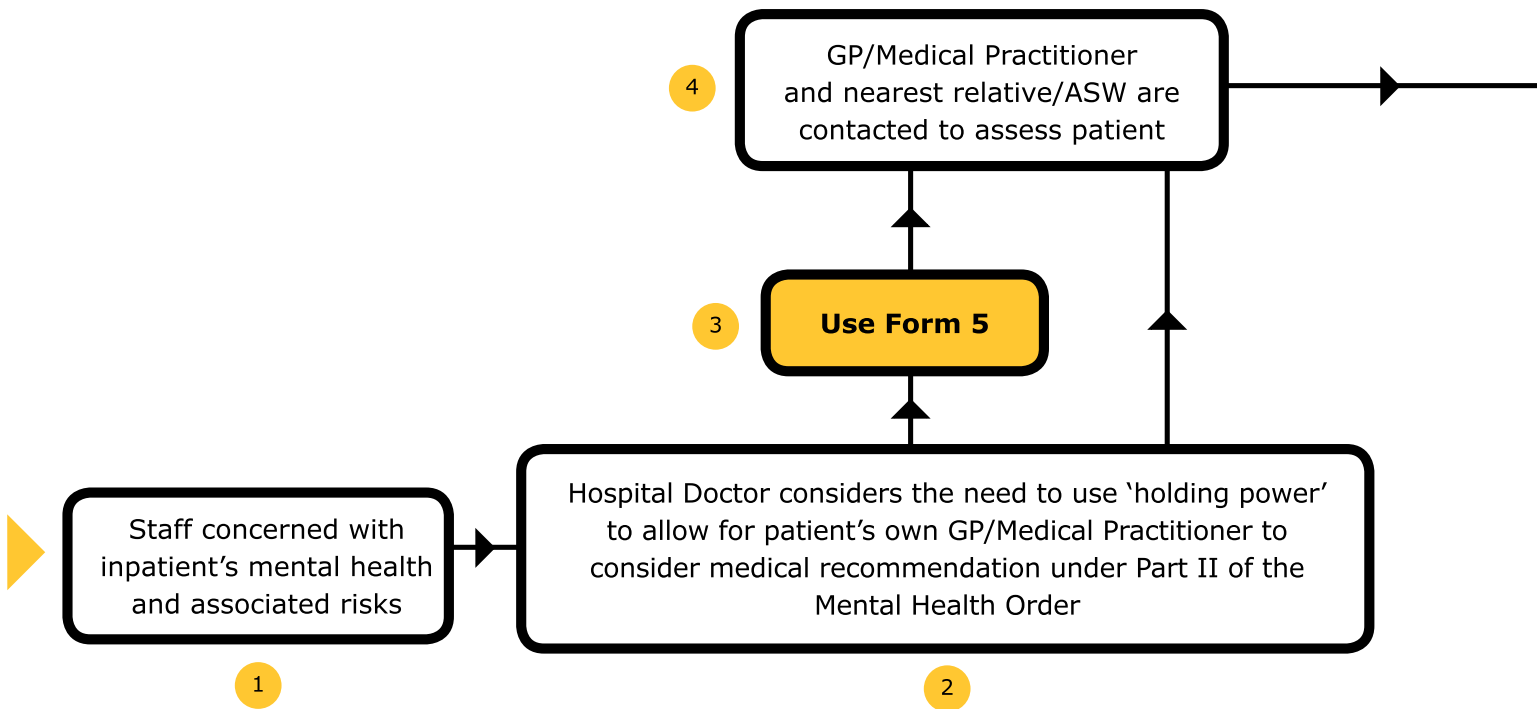 GP/Medical Practitioner
and nearest relative/ASW are
contacted to assess patient
4
Use Form 5
3
Staff concerned with
inpatient’s mental health
and associated risks
1
Hospital Doctor considers the need to use ‘holding power’
to allow for patient’s own GP/Medical Practitioner to
consider medical recommendation under Part II of the
Mental Health Order
2